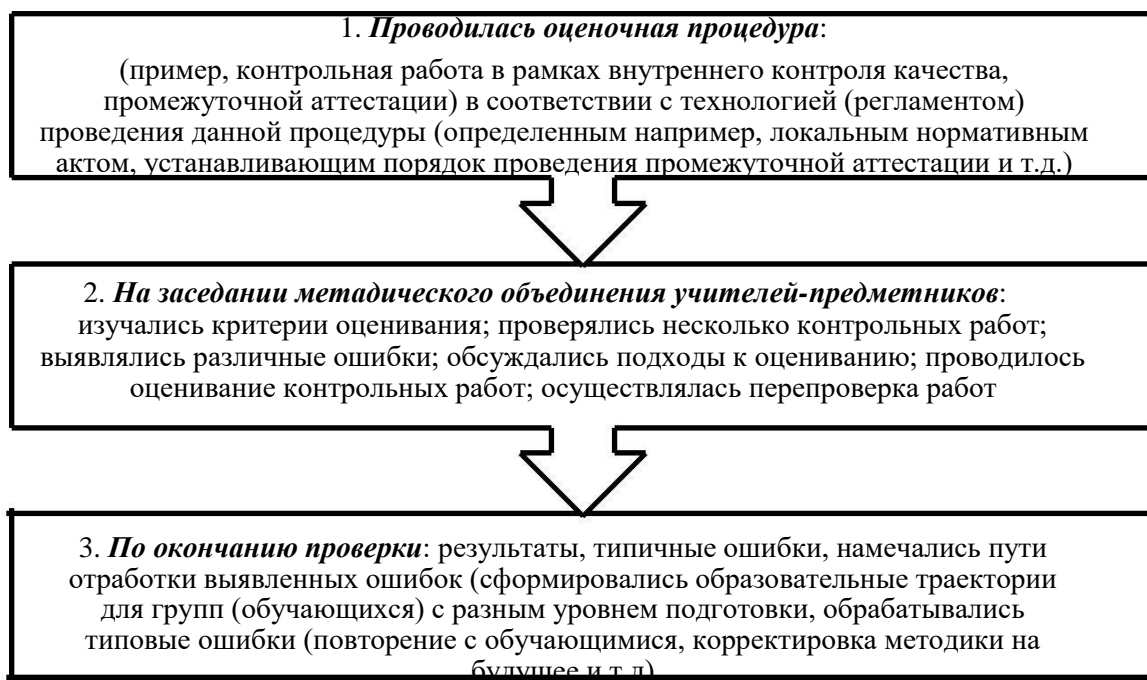 1. Проводилась оценочная процедура:
(пример, контрольная работа в рамках внутреннего контроля качества,
промежуточной аттестации) в соответствии с технологией (регламентом)
проведения данной процедуры (определенным например, локальным нормативным
актом, устанавливающим порядок проведения промежуточной аттестации и т.д.)
2. На заседании метадического объединения учителей-предметников:
изучались критерии оценивания; проверялись несколько контрольных работ;
выявлялись различные ошибки; обсуждались подходы к оцениванию; проводилось
оценивание контрольных работ; осуществлялась перепроверка работ
3. По окончанию проверки: результаты, типичные ошибки, намечались пути
отработки выявленных ошибок (сформировались образовательные траектории
для групп (обучающихся) с разным уровнем подготовки, обрабатывались
типовые ошибки (повторение с обучающимися, корректировка методики на
будущее и т.д)